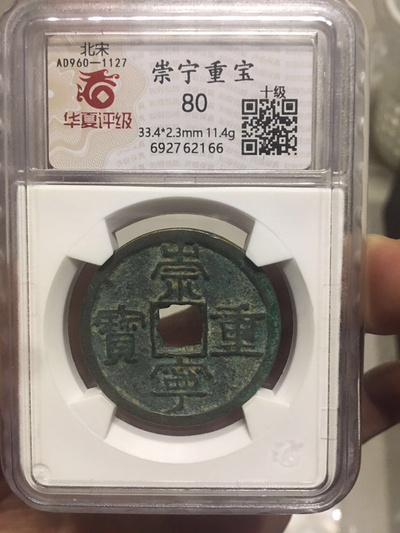 北宋
AD960—1127
华夏评级
崇宁重宝
80
十级
33.4*2.3mm 11.4g
692762166
崇
寶 重
寧